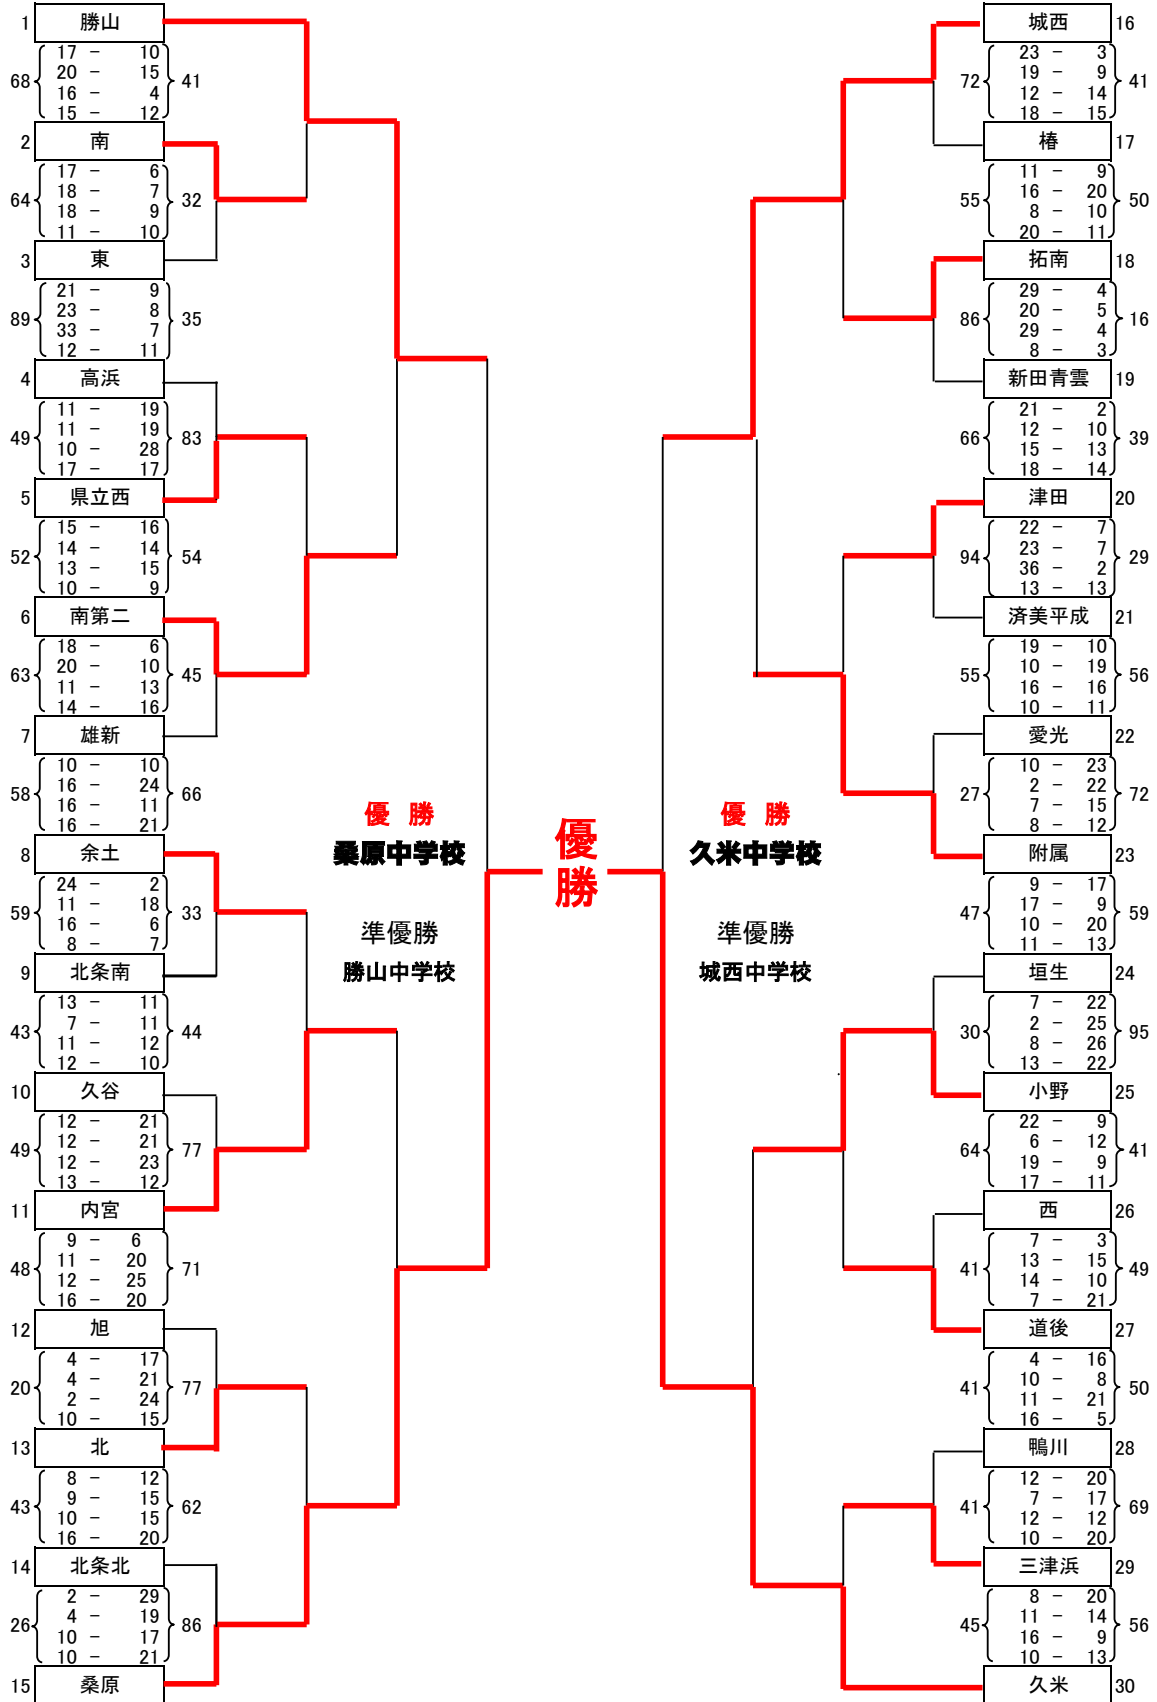 1 勝山
68 17 - 10 41
20 - 15
16 - 4
15 - 12
2 南
64 17 - 6 32
18 - 7
18 - 9
11 - 10
3 東
89 21 - 9 35
23 - 8
33 - 7
12 - 11
4 高浜
49 11 - 19 83
11 - 19
10 - 28
17 - 17
5 県立西
52 15 - 16 54
14 - 14
13 - 15
10 - 9
6 南第二
63 18 - 6 45
20 - 10
11 - 13
14 - 16
7 雄新
58 10 - 10 66
16 - 24
16 - 11
16 - 21
8 余土
59 24 - 2 33
11 - 18
16 - 6
8 - 7
9 北条南
43 13 - 11 44
7 - 11
11 - 12
12 - 10
10 久谷
49 12 - 21 77
12 - 21
12 - 23
13 - 12
11 内宮
48 9 - 6 71
11 - 20
12 - 25
16 - 20
12 旭
20 4 - 17 77
4 - 21
2 - 24
10 - 15
13 北
43 8 - 12 62
9 - 15
10 - 15
16 - 20
14 北条北
26 2 - 29 86
4 - 19
10 - 17
10 - 21
15 桑原
優勝
桑原中学校
準優勝
勝山中学校
優勝
優勝
久米中学校
準優勝
城西中学校
城西 16
72 23 - 3 41
19 - 9
12 - 14
18 - 15
椿 17
55 11 - 9 50
16 - 20
8 - 10
20 - 11
拓南 18
86 29 - 4 16
20 - 5
29 - 4
8 - 3
新田青雲 19
66 21 - 2 39
12 - 10
15 - 13
18 - 14
津田 20
94 22 - 7 29
23 - 7
36 - 2
13 - 13
済美平成 21
55 19 - 10 56
10 - 19
16 - 16
10 - 11
愛光 22
27 10 - 23 72
2 - 22
7 - 15
8 - 12
附属 23
47 9 - 17 59
17 - 9
10 - 20
11 - 13
垣生 24
30 7 - 22 95
2 - 25
8 - 26
13 - 22
小野 25
64 22 - 9 41
6 - 12
19 - 9
17 - 11
西 26
41 7 - 3 49
13 - 15
14 - 10
7 - 21
道後 27
41 4 - 16 50
10 - 8
11 - 21
16 - 5
鴨川 28
41 12 - 20 69
7 - 17
12 - 12
10 - 20
三津浜 29
45 8 - 20 56
11 - 14
16 - 9
10 - 13
久米 30